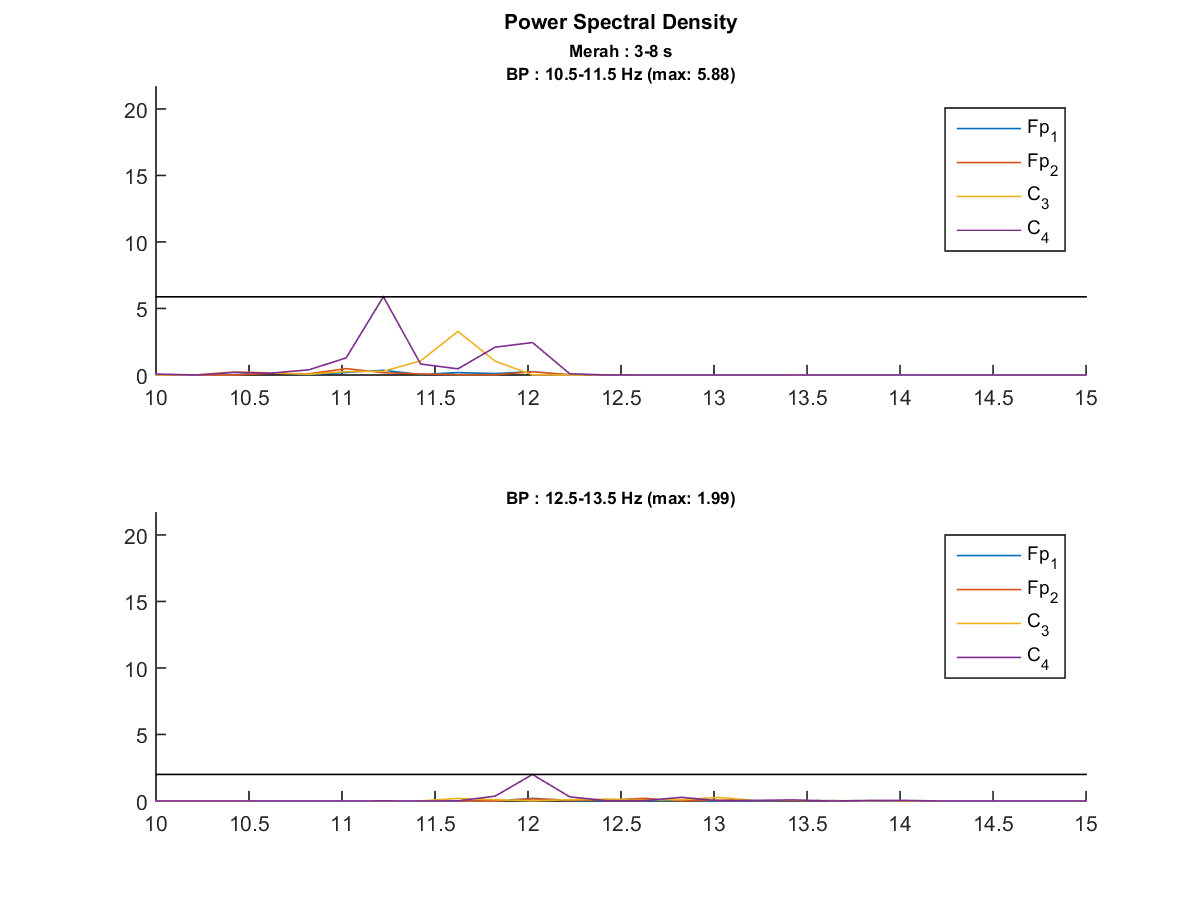 Power Spectral Density
Merah : 3-8 s
BP : 10.5-11.5 Hz (max: 5.88)
20
15
10
5
0
10 10.5 11 11.5 12 12.5 13 13.5 14 14.5 15
Fp1
Fp2
C3
C4
BP : 12.5-13.5 Hz (max: 1.99)
20
15
10
5
0
10 10.5 11 11.5 12 12.5 13 13.5 14 14.5 15
Fp1
Fp2
C3
C4